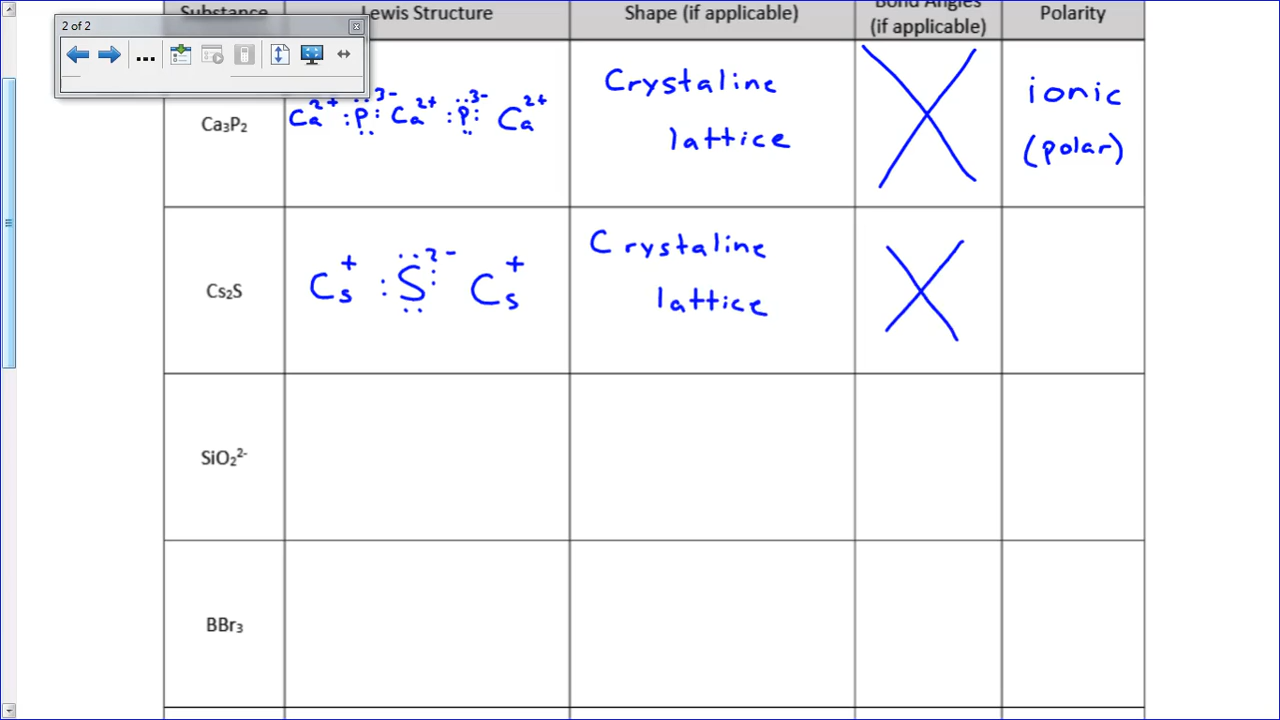 2 of 2
Substance Lewis Structure Shape (if applicable) Bond Angles
(if applicable) Polarity
Ca₃P₂ Ca²⁺ :P:³⁻ Ca²⁺ :P:³⁻ Ca²⁺ Crystaline
lattice ionic
(polar)
Cs₂S Cs⁺ :S:²⁻ Cs⁺ Crystaline
lattice
SiO₂²⁻
BBr₃